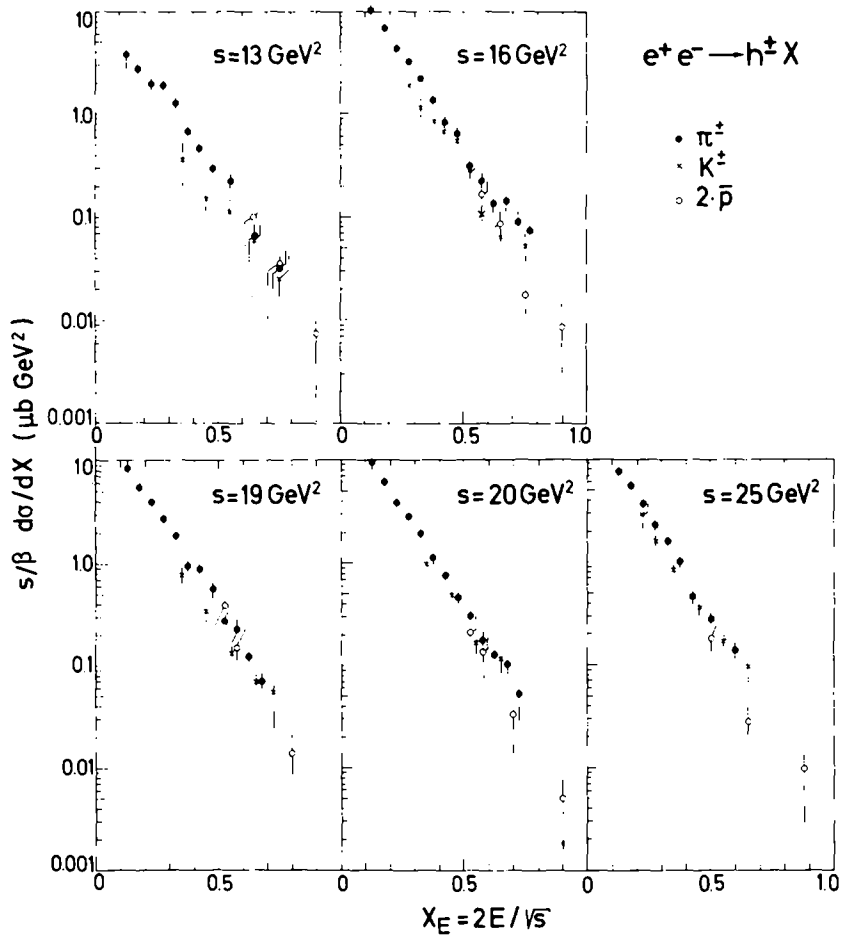 10
1.0
0.1
0.01
0.001
s=13 GeV²
s=16 GeV²
e⁺ e⁻ → h± X
π±
K±
2·p̄
0
0.5
0
0.5
1.0
s/β dσ/dX (μb GeV²)
10
1.0
0.1
0.01
0.001
s=19 GeV²
s=20 GeV²
s=25 GeV²
0
0.5
0
0.5
0
0.5
1.0
X_E = 2E/√s